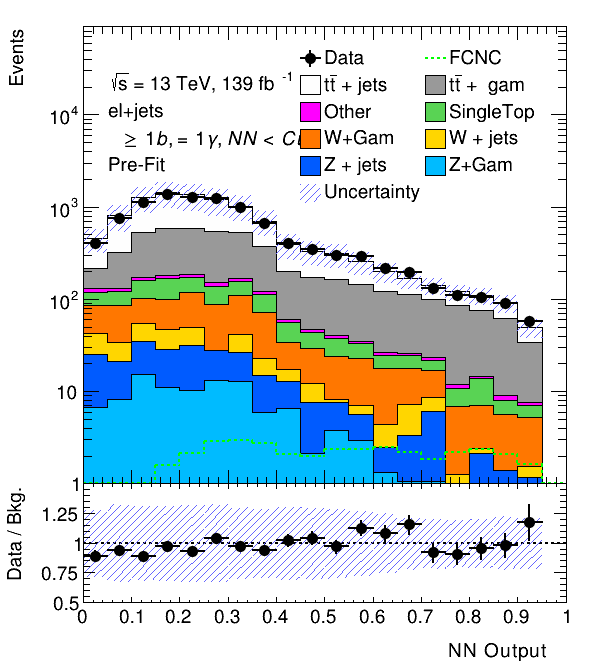 Events
Data
FCNC
√s = 13 TeV, 139 fb⁻¹
tt̄ + jets
tt̄ + gam
el+jets
Other
SingleTop
≥ 1b, = 1γ, NN <
W+Gam
W + jets
Pre-Fit
Z + jets
Z+Gam
Uncertainty
10⁴
10³
10²
10
1
Data / Bkg.
1.25
1
0.75
0.5
0 0.1 0.2 0.3 0.4 0.5 0.6 0.7 0.8 0.9 1
NN Output